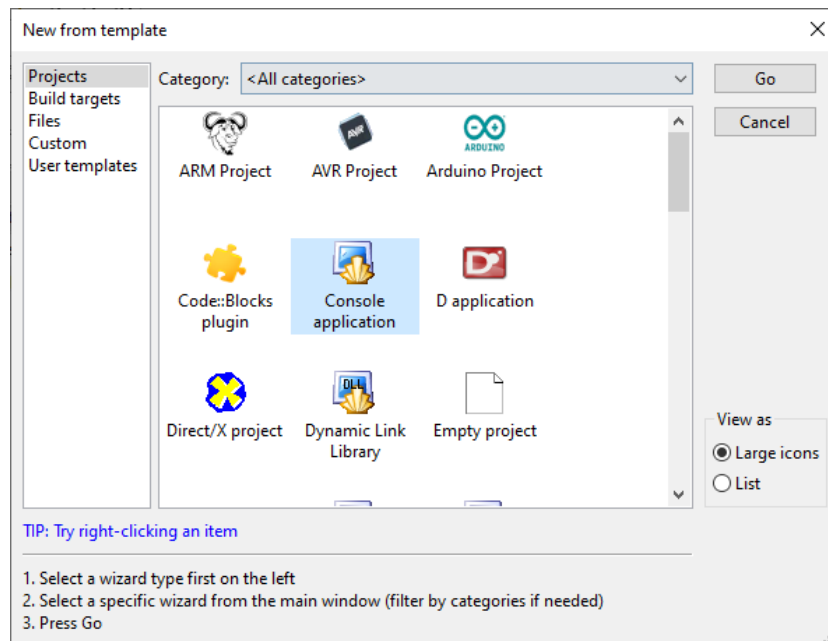 New from template
Projects
Build targets
Files
Custom
User templates
Category: <All categories>
Go
Cancel
AVR
ARDUINO
ARM Project AVR Project Arduino Project
Code::Blocks
plugin
Console
application
D application
DLL
Direct/X project
Dynamic Link
Library
Empty project
View as
Large icons
List
TIP: Try right-clicking an item
1. Select a wizard type first on the left
2. Select a specific wizard from the main window (filter by categories if needed)
3. Press Go